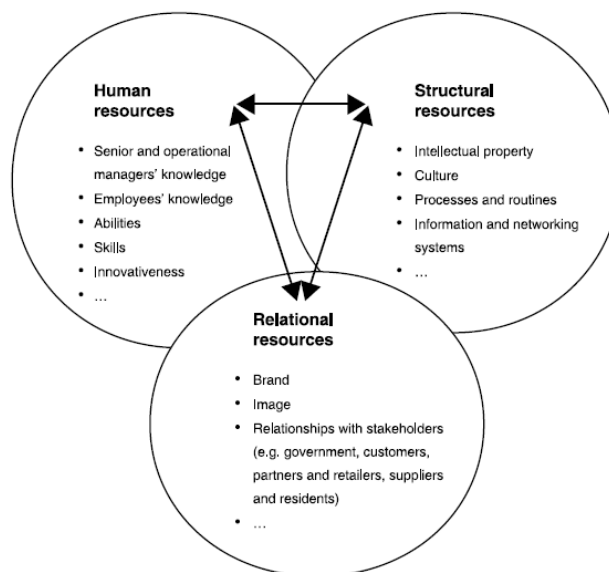 Human
resources
• Senior and operational
managers' knowledge
• Employees' knowledge
• Abilities
• Skills
• Innovativeness
• ...
Structural
resources
• Intellectual property
• Culture
• Processes and routines
• Information and networking
systems
• ...
Relational
resources
• Brand
• Image
• Relationships with stakeholders
(e.g. government, customers,
partners and retailers, suppliers
and residents)
• ...